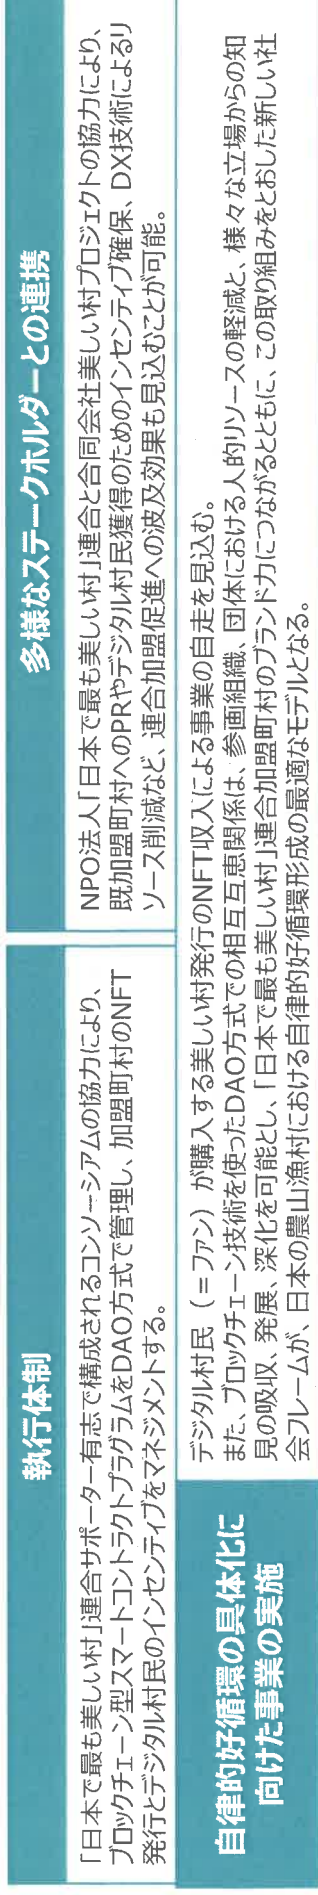 執行体制
「日本で最も美しい村」連合サポーター有志で構成されるコンソーシアムの協力により、
ブロックチェーン型スマートコントラクトプラグラムをDAO方式で管理し、加盟町村のNFT
発行とデジタル村民のインセンティブをマネジメントする。
多様なステークホルダーとの連携
NPO法人「日本で最も美しい村」連合と合同会社美しい村プロジェクトの協力により、
既加盟町村へのPRやデジタル村民獲得のためのインセンティブ確保、DX技術によるリ
ソース削減など、連合加盟促進への波及効果も見込むことが可能。
自律的好循環の具体化に
向けた事業の実施
デジタル村民（＝ファン）が購入する美しい村発行のNFT収入による事業の自走を見込む。
また、ブロックチェーン技術を使ったDAO方式での相互互恵関係は、参画組織、団体における人的リソースの軽減と、様々な立場からの知
見の吸収、発展、深化を可能とし、「日本で最も美しい村」連合加盟町村のブランド力につながるとともに、この取り組みをとおした新しい社
会フレームが、日本の農山漁村における自律的好循環形成の最適なモデルとなる。